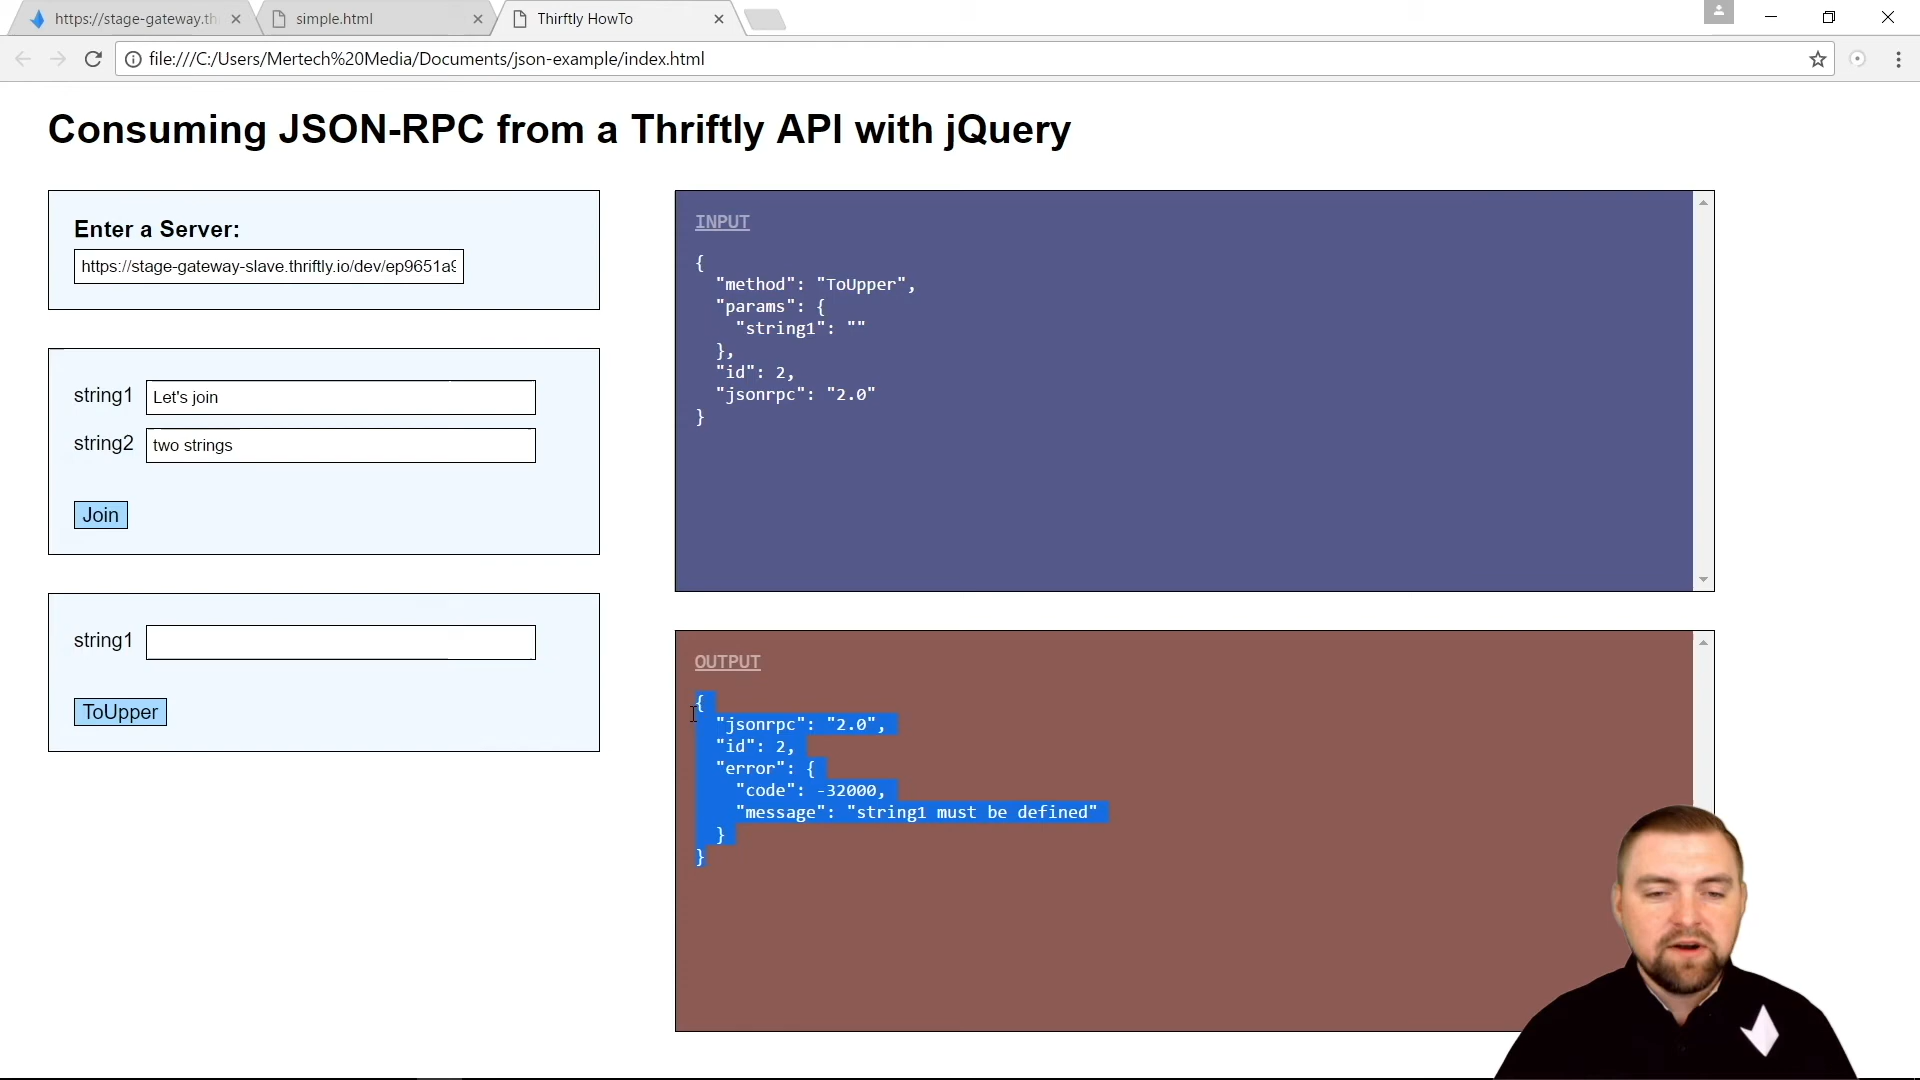 https://stage-gateway.th
simple.html
Thirftly HowTo
file:///C:/Users/Mertech%20Media/Documents/json-example/index.html
Consuming JSON-RPC from a Thriftly API with jQuery
Enter a Server:
https://stage-gateway-slave.thriftly.io/dev/ep9651a9
string1
Let's join
string2
two strings
Join
string1
ToUpper
INPUT
{
"method": "ToUpper",
"params": {
"string1": ""
},
"id": 2,
"jsonrpc": "2.0"
}
OUTPUT
{
"jsonrpc": "2.0",
"id": 2,
"error": {
"code": -32000,
"message": "string1 must be defined"
}
}